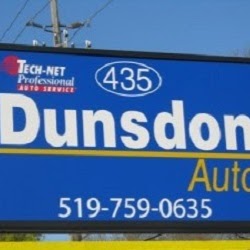 TECH-NET
Professional
AUTO SERVICE
435
Dunsdon
Auto
519-759-0635